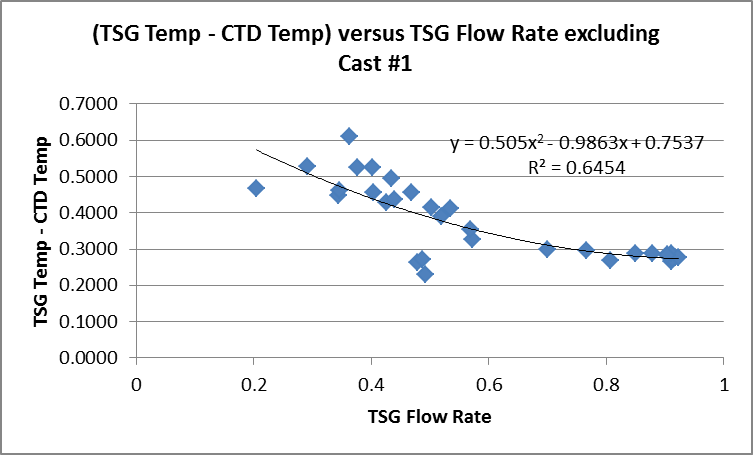 (TSG Temp - CTD Temp) versus TSG Flow Rate excluding
Cast #1
0.7000
0.6000
0.5000
0.4000
0.3000
0.2000
0.1000
0.0000
TSG Temp - CTD Temp
y = 0.505x² - 0.9863x + 0.7537
R² = 0.6454
0
0.2
0.4
0.6
0.8
1
TSG Flow Rate